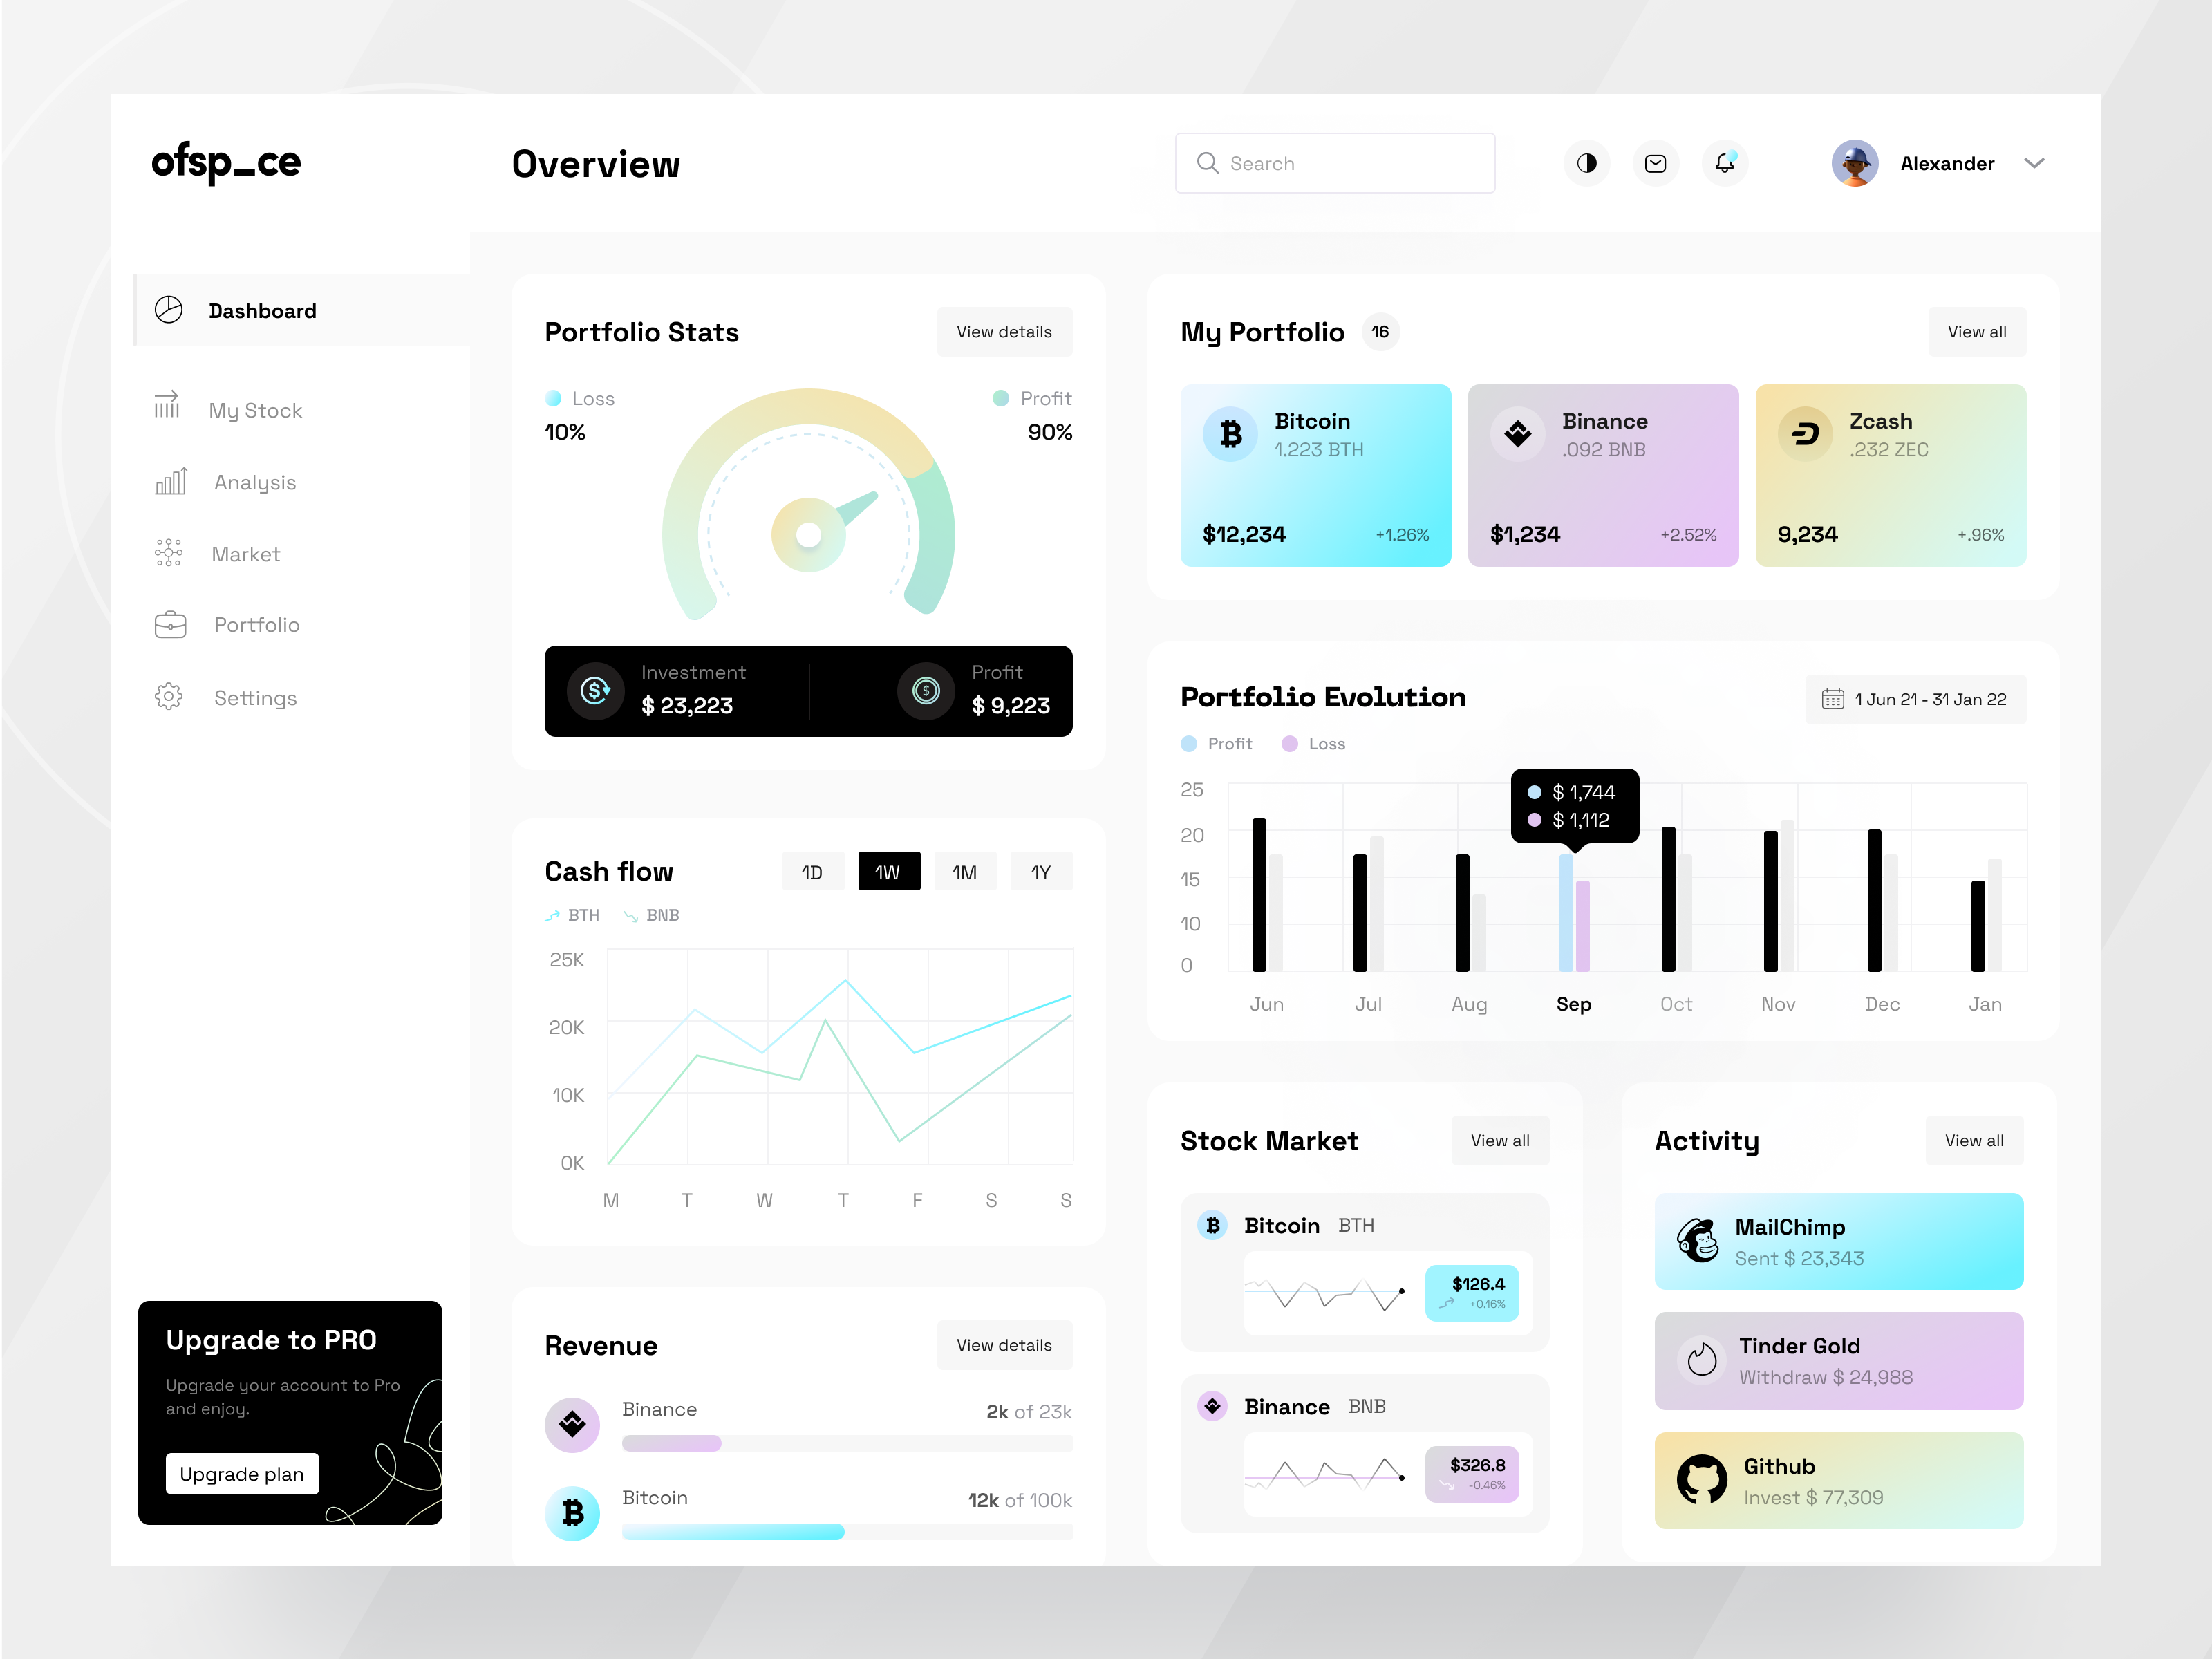 ofsp_ce
Overview
Search
Alexander
Dashboard
My Stock
Analysis
Market
Portfolio
Settings
Upgrade to PRO
Upgrade your account to Pro
and enjoy.
Upgrade plan
Portfolio Stats
View details
Loss
10%
Profit
90%
Investment
$ 23,223
Profit
$ 9,223
Cash flow
1D
1W
1M
1Y
BTH
BNB
25K
20K
10K
0K
M T W T F S S
Revenue
View details
Binance
2k of 23k
Bitcoin
12k of 100k
My Portfolio
16
View all
Bitcoin
1.223 BTH
$12,234
+1.26%
Binance
.092 BNB
$1,234
+2.52%
Zcash
.232 ZEC
9,234
+.96%
Portfolio Evolution
1 Jun 21 - 31 Jan 22
Profit
Loss
$ 1,744
$ 1,112
25
20
15
10
0
Jun Jul Aug Sep Oct Nov Dec Jan
Stock Market
View all
Bitcoin BTH
$126.4
+0.16%
Binance BNB
$326.8
-0.46%
Activity
View all
MailChimp
Sent $ 23,343
Tinder Gold
Withdraw $ 24,988
Github
Invest $ 77,309